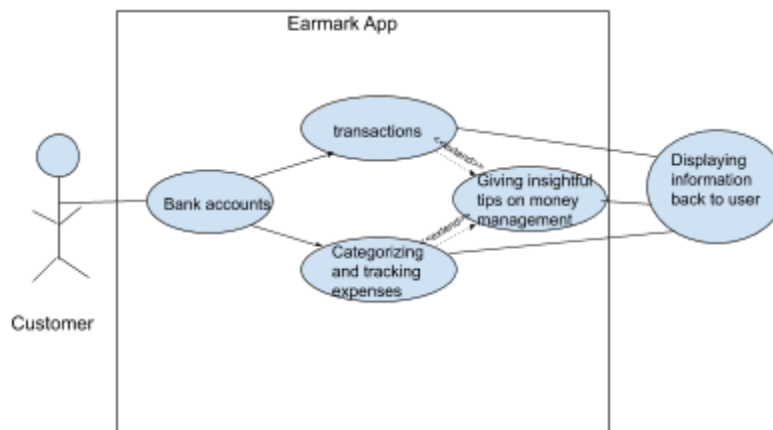 Earmark App
transactions
<<extend>>
Displaying
information
back to user
Giving insightful
tips on money
management
Bank accounts
<<extend>>
Categorizing
and tracking
expenses
Customer